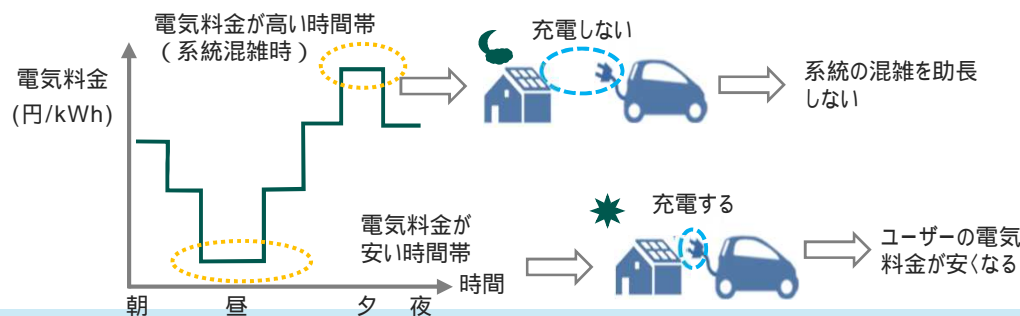 電気料金が高い時間帯
(系統混雑時)
電気料金
(円/kWh)
充電しない
系統の混雑を助長
しない
電気料金が
安い時間帯
充電する
ユーザーの電気
料金が安くなる
時間
朝 昼 夕 夜